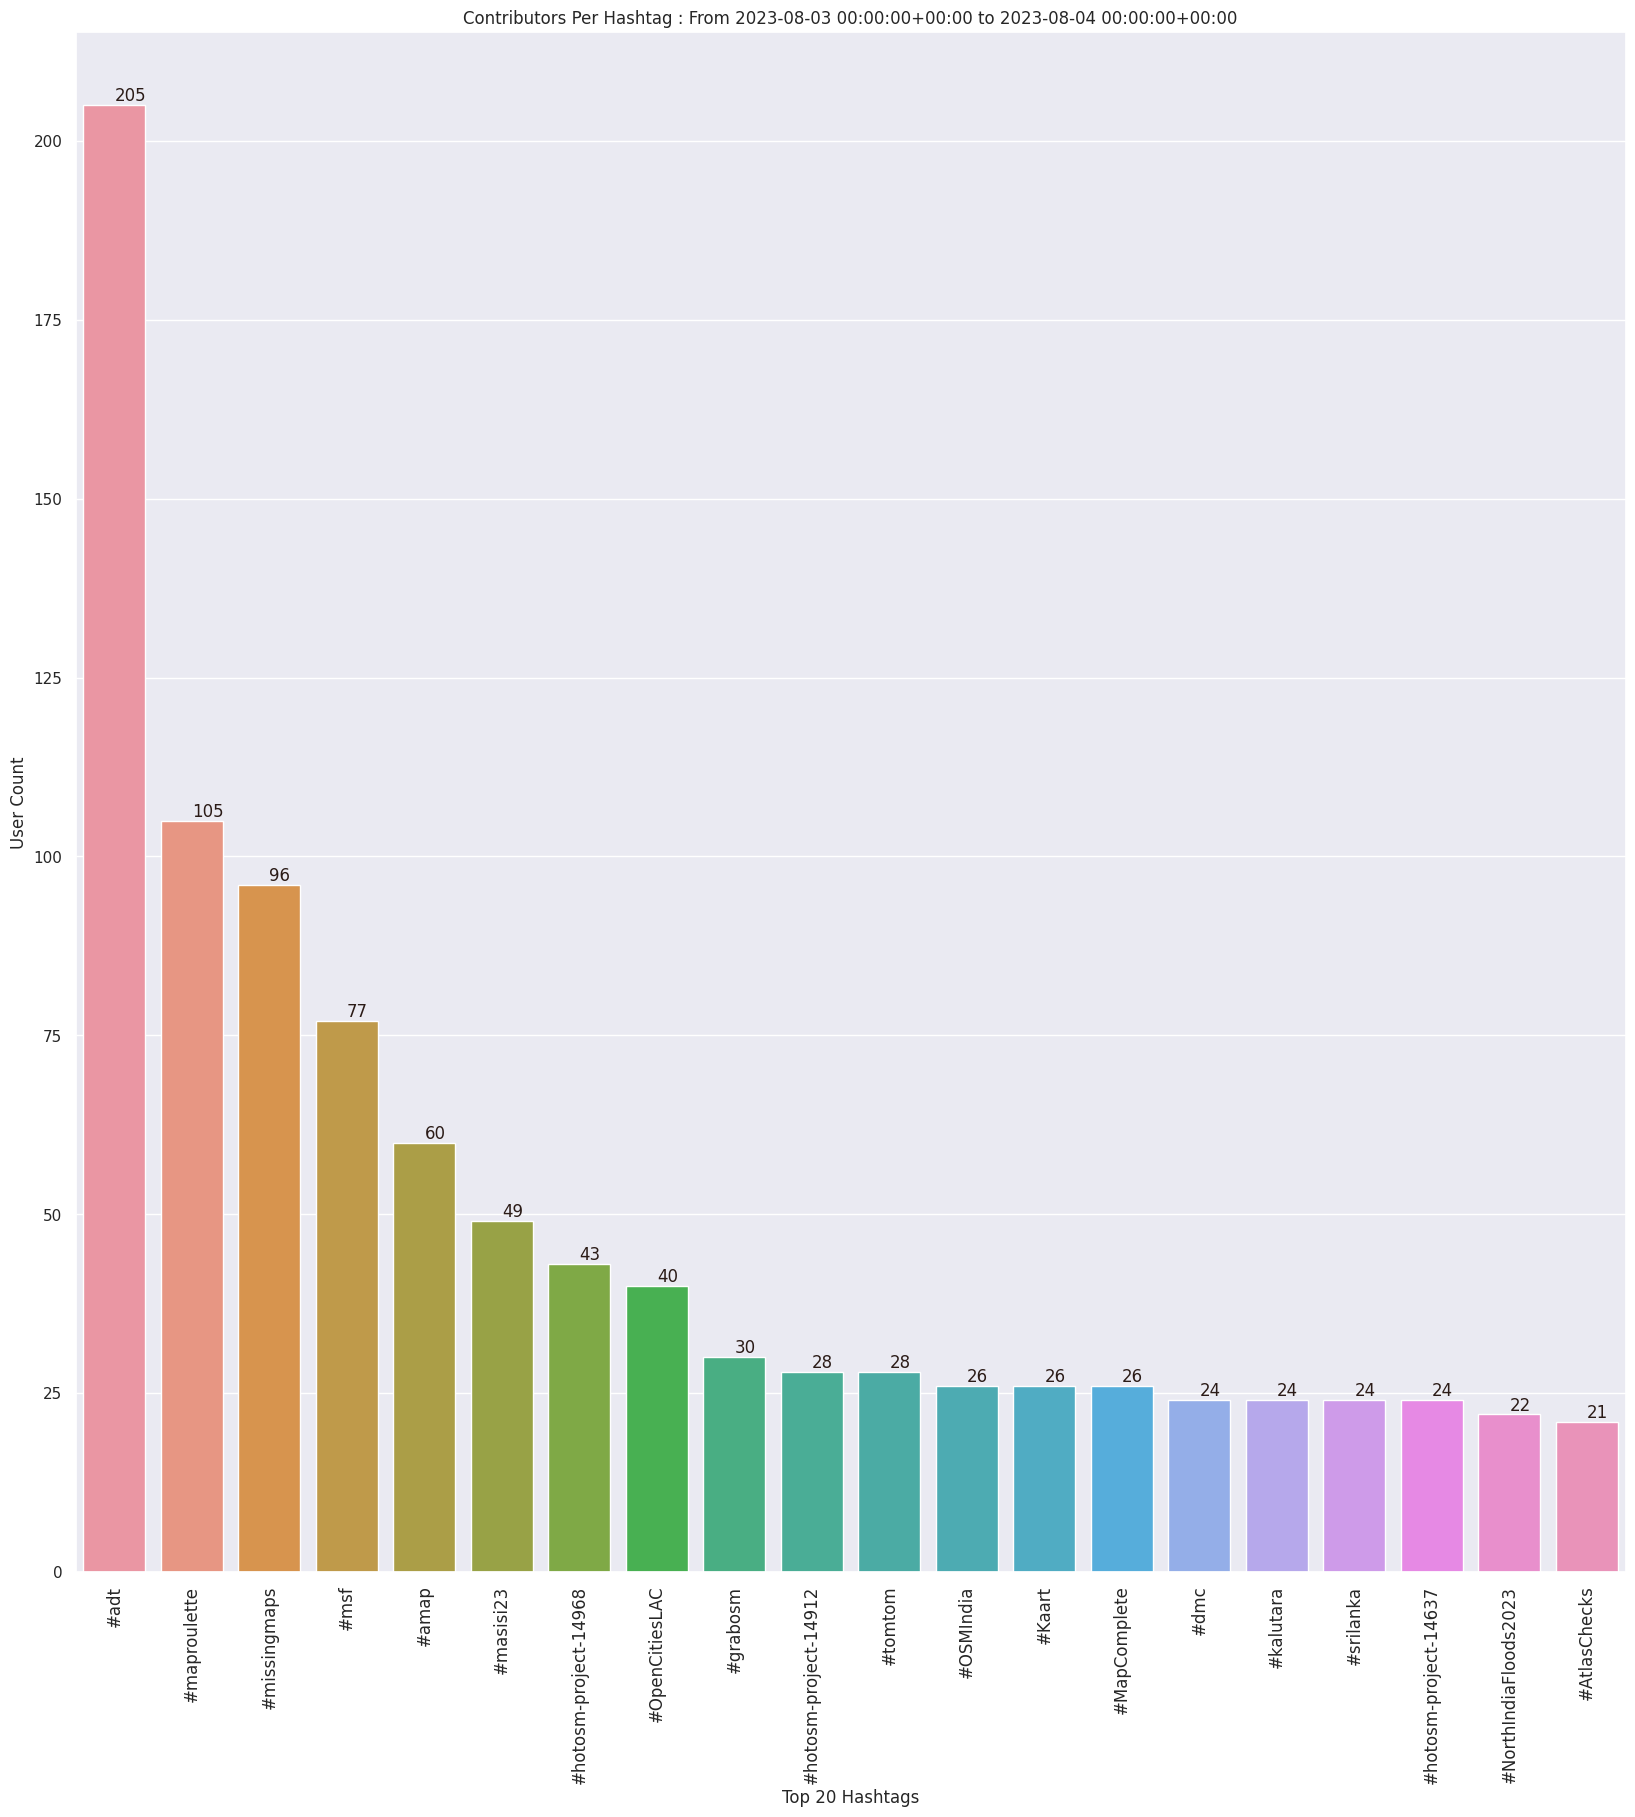 Contributors Per Hashtag : From 2023-08-03 00:00:00+00:00 to 2023-08-04 00:00:00+00:00
User Count
200
175
150
125
100
75
50
25
0
205
105
96
77
60
49
43
40
30
28
28
26
26
26
24
24
24
24
22
21
#adt
#maproulette
#missingmaps
#msf
#amap
#masisi23
#hotosm-project-14968
#OpenCitiesLAC
#grabosm
#hotosm-project-14912
#tomtom
#OSMIndia
#Kaart
#MapComplete
#dmc
#kalutara
#srilanka
#hotosm-project-14637
#NorthIndiaFloods2023
#AtlasChecks
Top 20 Hashtags